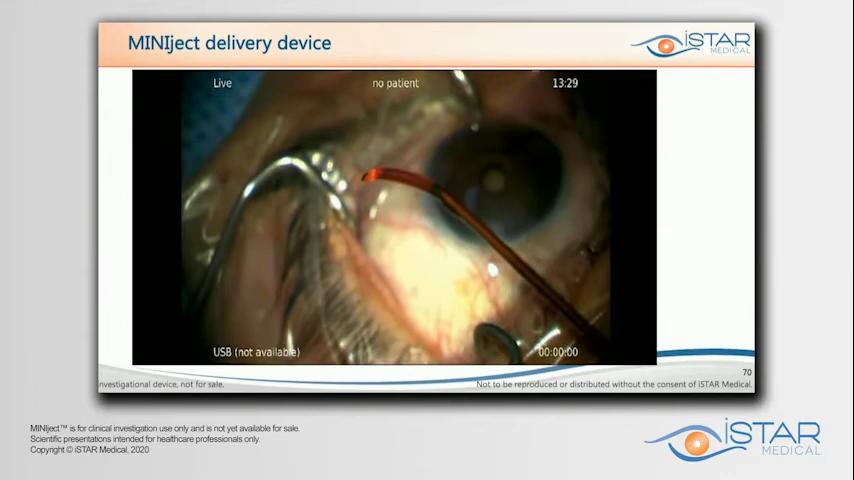 MINIject delivery device
iSTAR
MEDICAL
Live no patient 13:29
USB (not available) 00:00:00
70
nvestigational device, not for sale. Not to be reproduced or distributed without the consent of iSTAR Medical.
MINIject™ is for clinical investigation use only and is not yet available for sale.
Scientific presentations intended for healthcare professionals only.
Copyright © iSTAR Medical, 2020
iSTAR
MEDICAL